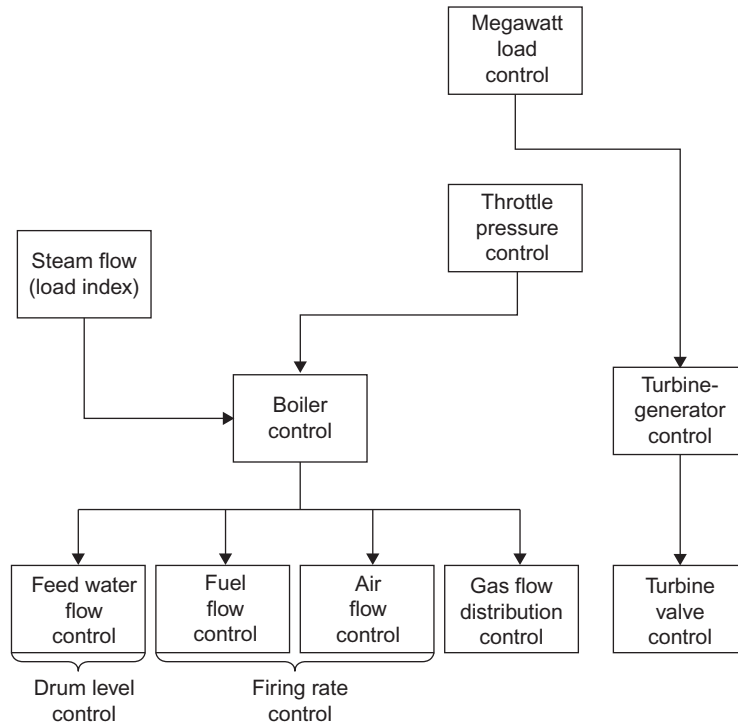 Megawatt
load
control
Throttle
pressure
control
Steam flow
(load index)
Boiler
control
Turbine-
generator
control
Feed water
flow
control
Fuel
flow
control
Air
flow
control
Gas flow
distribution
control
Turbine
valve
control
Drum level
control
Firing rate
control